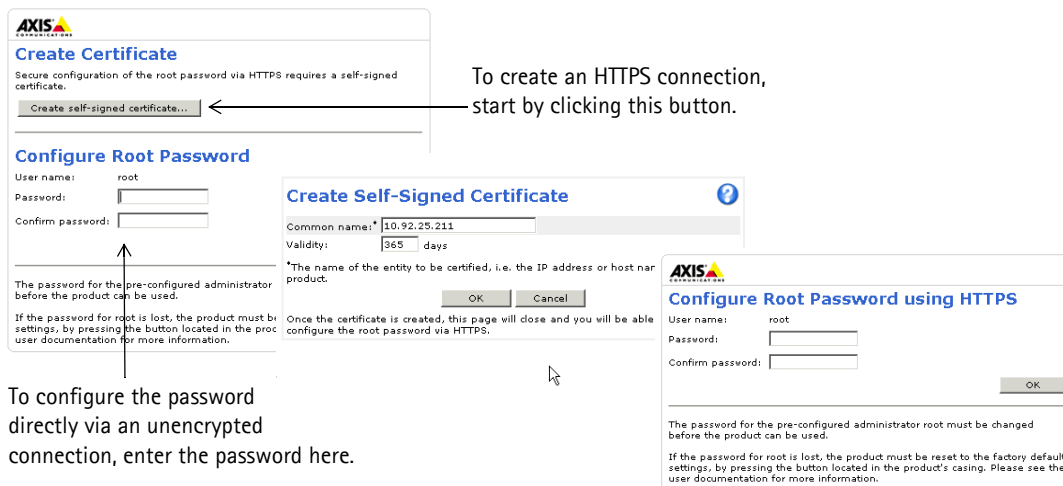 AXIS
COMMUNICATIONS
Create Certificate
Secure configuration of the root password via HTTPS requires a self-signed
certificate.
Create self-signed certificate...
To create an HTTPS connection,
start by clicking this button.
Configure Root Password
User name: root
Password:
Confirm password:
The password for the pre-configured administrator
before the product can be used.
If the password for root is lost, the product must be
settings, by pressing the button located in the
user documentation for more information.
To configure the password
directly via an unencrypted
connection, enter the password here.
Create Self-Signed Certificate
?
Common name:* 10.92.25.211
Validity: 365 days
*The name of the entity to be certified, i.e. the IP address or host
product.
OK Cancel
Once the certificate is created, this page will close and you will be able
configure the root password via HTTPS.
AXIS
COMMUNICATIONS
Configure Root Password using HTTPS
User name: root
Password:
Confirm password:
OK
The password for the pre-configured administrator root must be changed
before the product can be used.
If the password for root is lost, the product must be reset to the factory default
settings, by pressing the button located in the product's casing. Please see the
user documentation for more information.